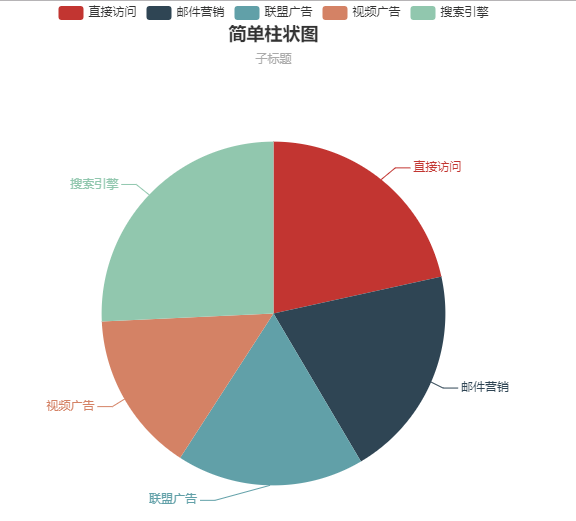 直接访问 邮件营销 联盟广告 视频广告 搜索引擎
简单柱状图
子标题
直接访问
搜索引擎
邮件营销
视频广告
联盟广告